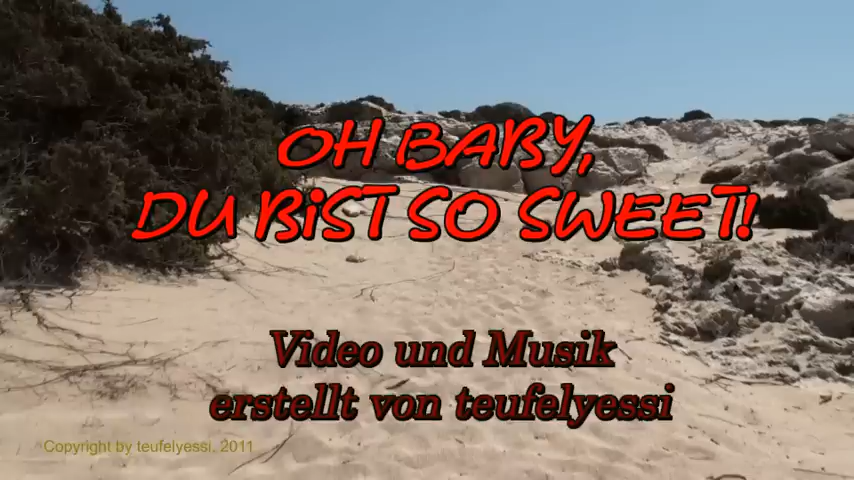 OH BABY,
DU BiST SO SWEET!
Video und Musik
erstellt von teufelyessi
Copyright by teufelyessi, 2011